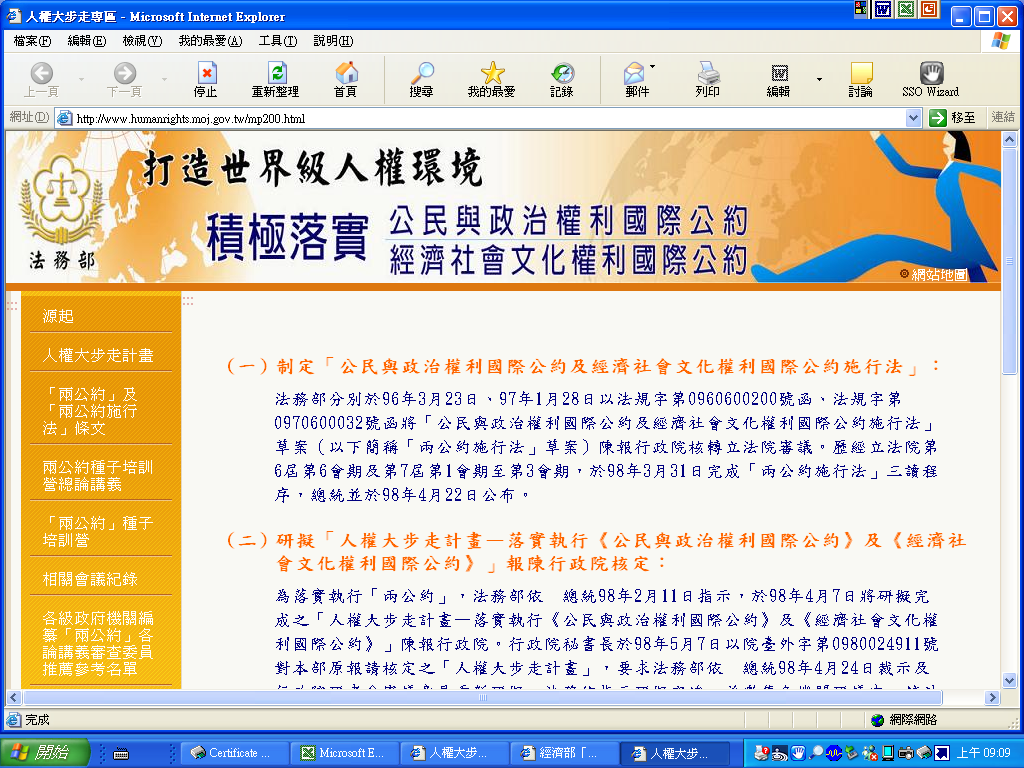 人權大步走專區 - Microsoft Internet Explorer
檔案(F) 編輯(E) 檢視(V) 我的最愛(A) 工具(T) 說明(H)
上一頁 下一頁 停止 重新整理 首頁 搜尋 我的最愛 記錄 郵件 列印 編輯 討論 SSO Wizard
網址(D) http://www.humanrights.moj.gov.tw/mp200.html 移至 連結
打造世界級人權環境
積極落實
公民與政治權利國際公約
經濟社會文化權利國際公約
法務部
網站地圖
源起
人權大步走計畫
「兩公約」及
「兩公約施行
法」條文
兩公約種子培訓
營總論講義
「兩公約」種子
培訓營
相關會議紀錄
各級政府機關編
纂「兩公約」各
論講義審查委員
推薦參考名單
(一)制定「公民與政治權利國際公約及經濟社會文化權利國際公約施行法」：
法務部分別於96年3月23日、97年1月28日以法規字第0960600200號函、法規字第
0970600032號函將「公民與政治權利國際公約及經濟社會文化權利國際公約施行法」
草案（以下簡稱「兩公約施行法」草案）陳報行政院核轉立法院審議。歷經立法院第
6屆第6會期及第7屆第1會期至第3會期，於98年3月31日完成「兩公約施行法」三讀程
序，總統並於98年4月22日公布。
(二)研擬「人權大步走計畫—落實執行《公民與政治權利國際公約》及《經濟社
會文化權利國際公約》」報陳行政院核定：
為落實執行「兩公約」，法務部依　總統98年2月11日指示，於98年4月7日將研擬完
成之「人權大步走計畫—落實執行《公民與政治權利國際公約》及《經濟社會文化權
利國際公約》」陳報行政院。行政院秘書長於98年5月7日以院臺外字第0980024911號
對本部原報請核定之「人權大步走計畫」，要求法務部依　總統98年4月24日裁示及
完成 網際網路
開始 Certificate ... Microsoft E... 人權大步... 經濟部「... 人權大步... 上午 09:09